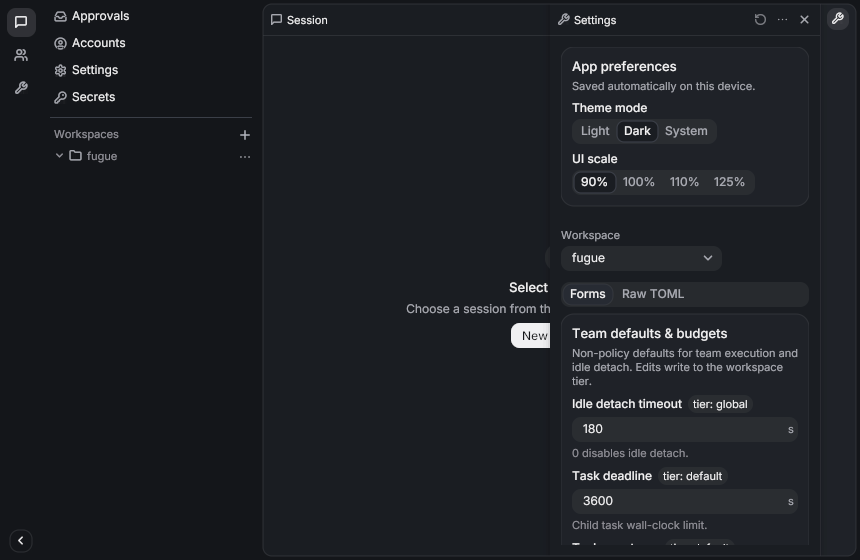 Approvals
Accounts
Settings
Secrets
Workspaces
fugue
Session
Select
Choose a session from th
New
Settings
App preferences
Saved automatically on this device.
Theme mode
Light Dark System
UI scale
90% 100% 110% 125%
Workspace
fugue
Forms Raw TOML
Team defaults & budgets
Non-policy defaults for team execution and
idle detach. Edits write to the workspace
tier.
Idle detach timeout tier: global
180 s
0 disables idle detach.
Task deadline tier: default
3600 s
Child task wall-clock limit.